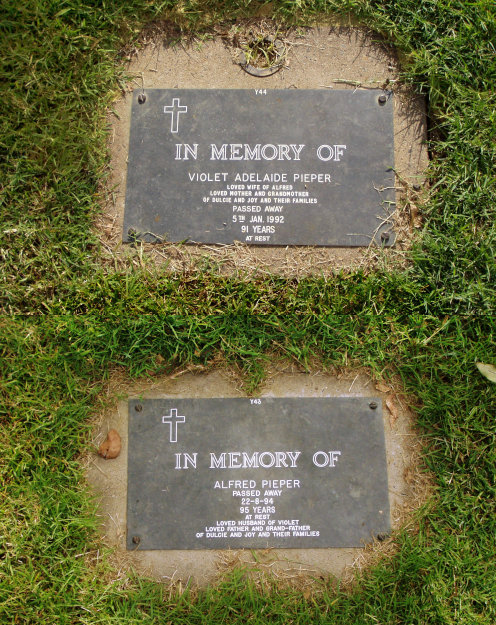 Y44
IN MEMORY OF
VIOLET ADELAIDE PIEPER
LOVED WIFE OF ALFRED
LOVED MOTHER AND GRANDMOTHER
OF DULCIE AND JOY AND THEIR FAMILIES
PASSED AWAY
5TH JAN. 1992
91 YEARS
AT REST
Y43
IN MEMORY OF
ALFRED PIEPER
PASSED AWAY
22-8-94
95 YEARS
AT REST
LOVED HUSBAND OF VIOLET
LOVED FATHER AND GRAND-FATHER
OF DULCIE AND JOY AND THEIR FAMILIES